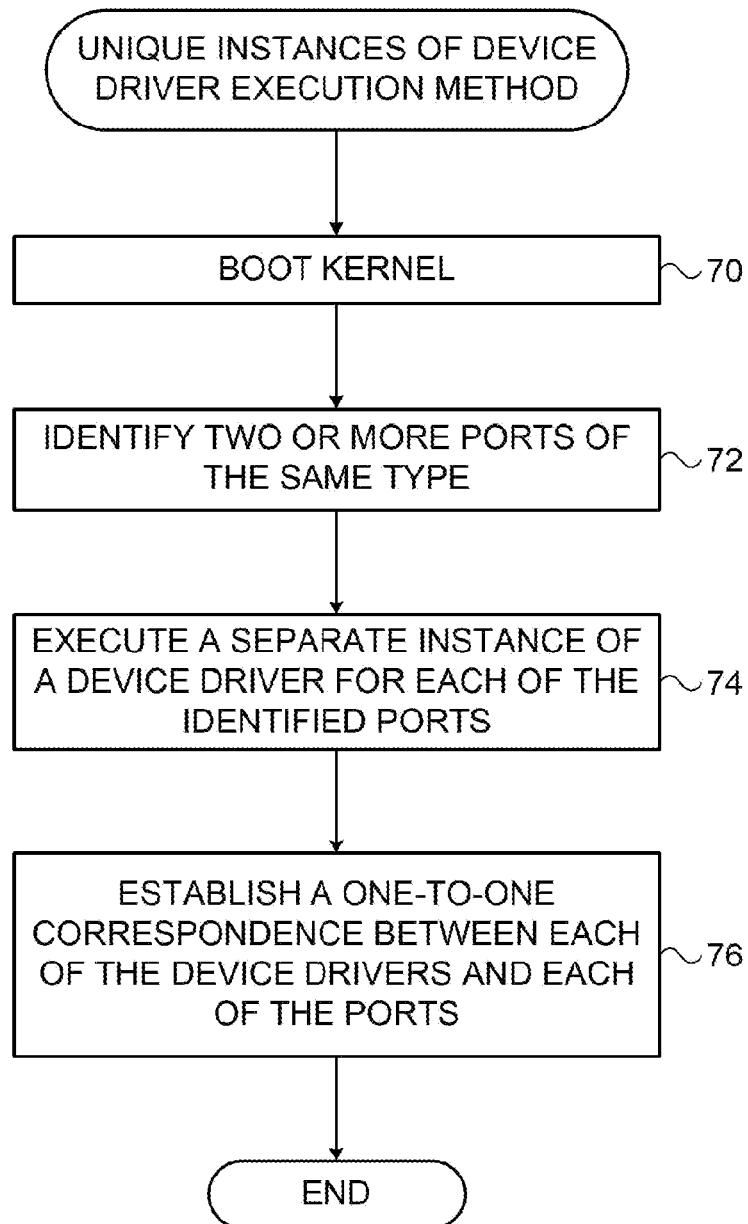 UNIQUE INSTANCES OF DEVICE
DRIVER EXECUTION METHOD
BOOT KERNEL
70
IDENTIFY TWO OR MORE PORTS OF
THE SAME TYPE
72
EXECUTE A SEPARATE INSTANCE OF
A DEVICE DRIVER FOR EACH OF THE
IDENTIFIED PORTS
74
ESTABLISH A ONE-TO-ONE
CORRESPONDENCE BETWEEN EACH
OF THE DEVICE DRIVERS AND EACH
OF THE PORTS
76
END